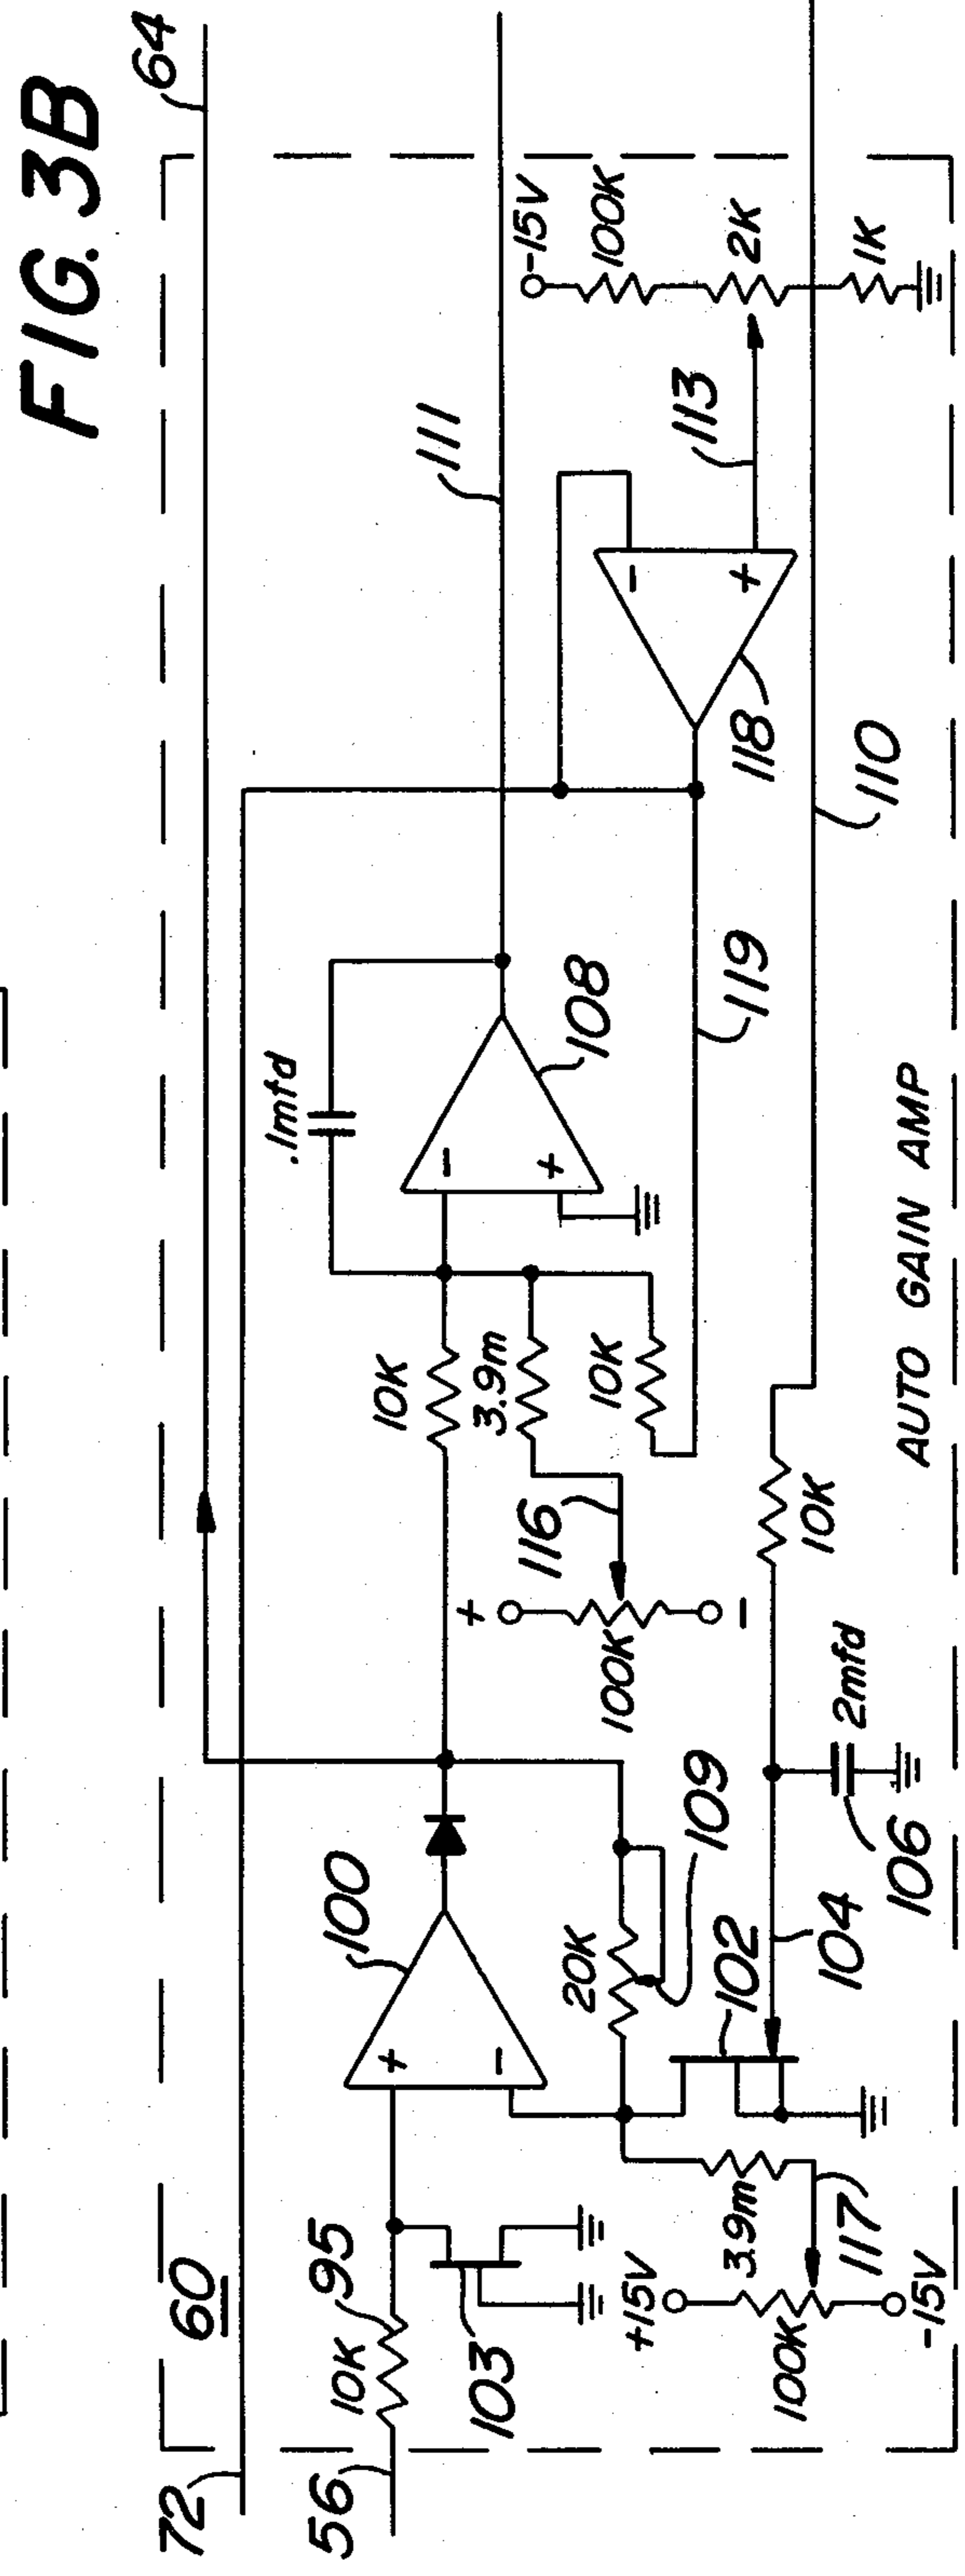 FIG. 3B
64
72
60
56
10K
95
103
+
-
100
+15V
100K
-15V
3.9m
117
20K
109
102
104
106
2mfd
10K
3.9m
10K
116
+
100K
-
10K
.1mfd
-
+
108
111
119
118
-
+
113
-15V
100K
2K
1K
110
AUTO GAIN AMP